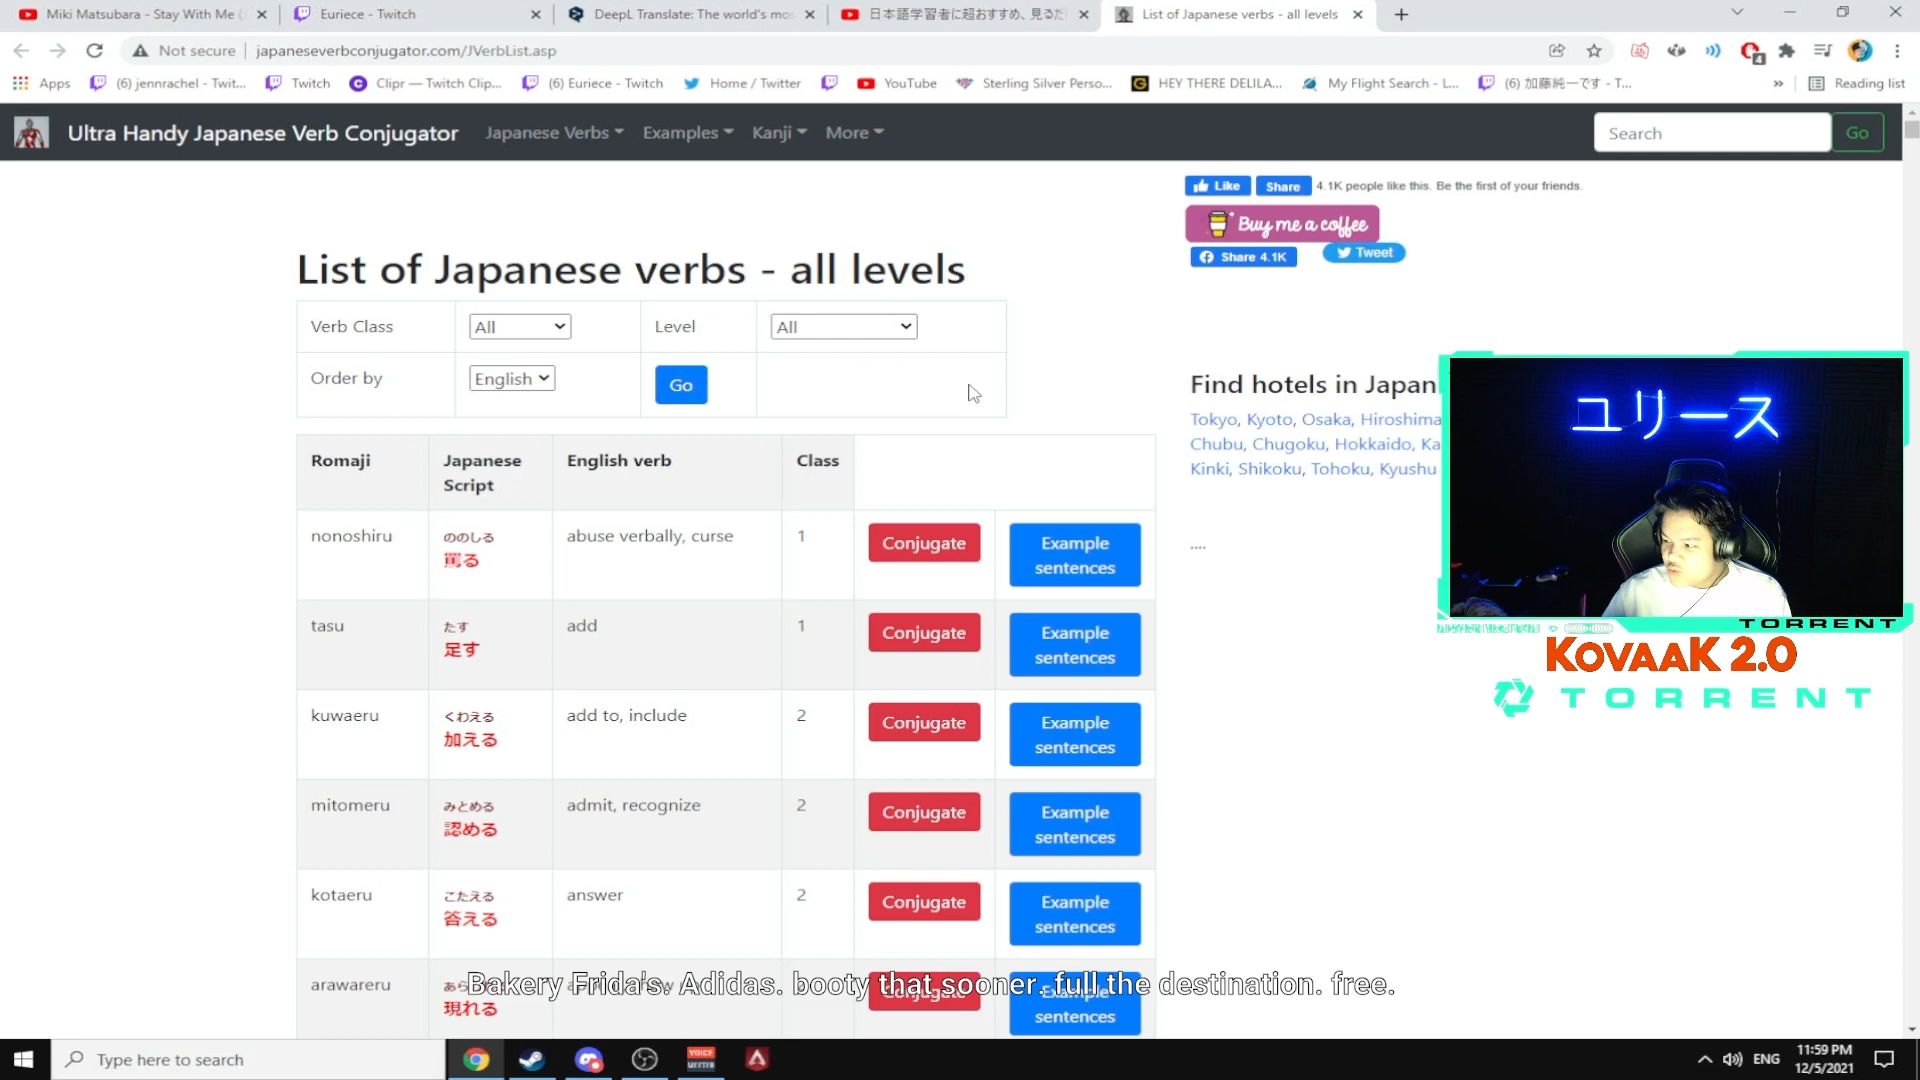 Miki Matsubara - Stay With Me (
Euriece - Twitch
DeepL Translate: The world's mos
日本語学習者に超おすすめ、見るだ
List of Japanese verbs - all levels
Not secure
japaneseverbconjugator.com/JVerbList.asp
4
Apps
(6) jennrachel - Twit...
Twitch
Clipr — Twitch Clip...
(6) Euriece - Twitch
Home / Twitter
YouTube
Sterling Silver Perso...
HEY THERE DELILA...
My Flight Search - L...
(6) 加藤純一です - T...
»
Reading list
Ultra Handy Japanese Verb Conjugator
Japanese Verbs
Examples
Kanji
More
Search
Go
Like
Share
4.1K people like this. Be the first of your friends.
Buy me a coffee
Share 4.1K
Tweet
List of Japanese verbs - all levels
Verb Class
All
Level
All
Order by
English
Go
Find hotels in Japan
Tokyo, Kyoto, Osaka, Hiroshima
Chubu, Chugoku, Hokkaido, Ka
Kinki, Shikoku, Tohoku, Kyushu
....
ユリース
TORRENT
KOVAAK 2.0
TORRENT
Romaji
Japanese
Script
English verb
Class
nonoshiru
ののしる
罵る
abuse verbally, curse
1
Conjugate
Example
sentences
tasu
たす
足す
add
1
Conjugate
Example
sentences
kuwaeru
くわえる
加える
add to, include
2
Conjugate
Example
sentences
mitomeru
みとめる
認める
admit, recognize
2
Conjugate
Example
sentences
kotaeru
こたえる
答える
answer
2
Conjugate
Example
sentences
arawareru
現れる
sentences
Bakery Frida's. Adidas. booty that sooner. full the destination. free.
Type here to search
VOICE
MEETER
ENG
11:59 PM
12/5/2021